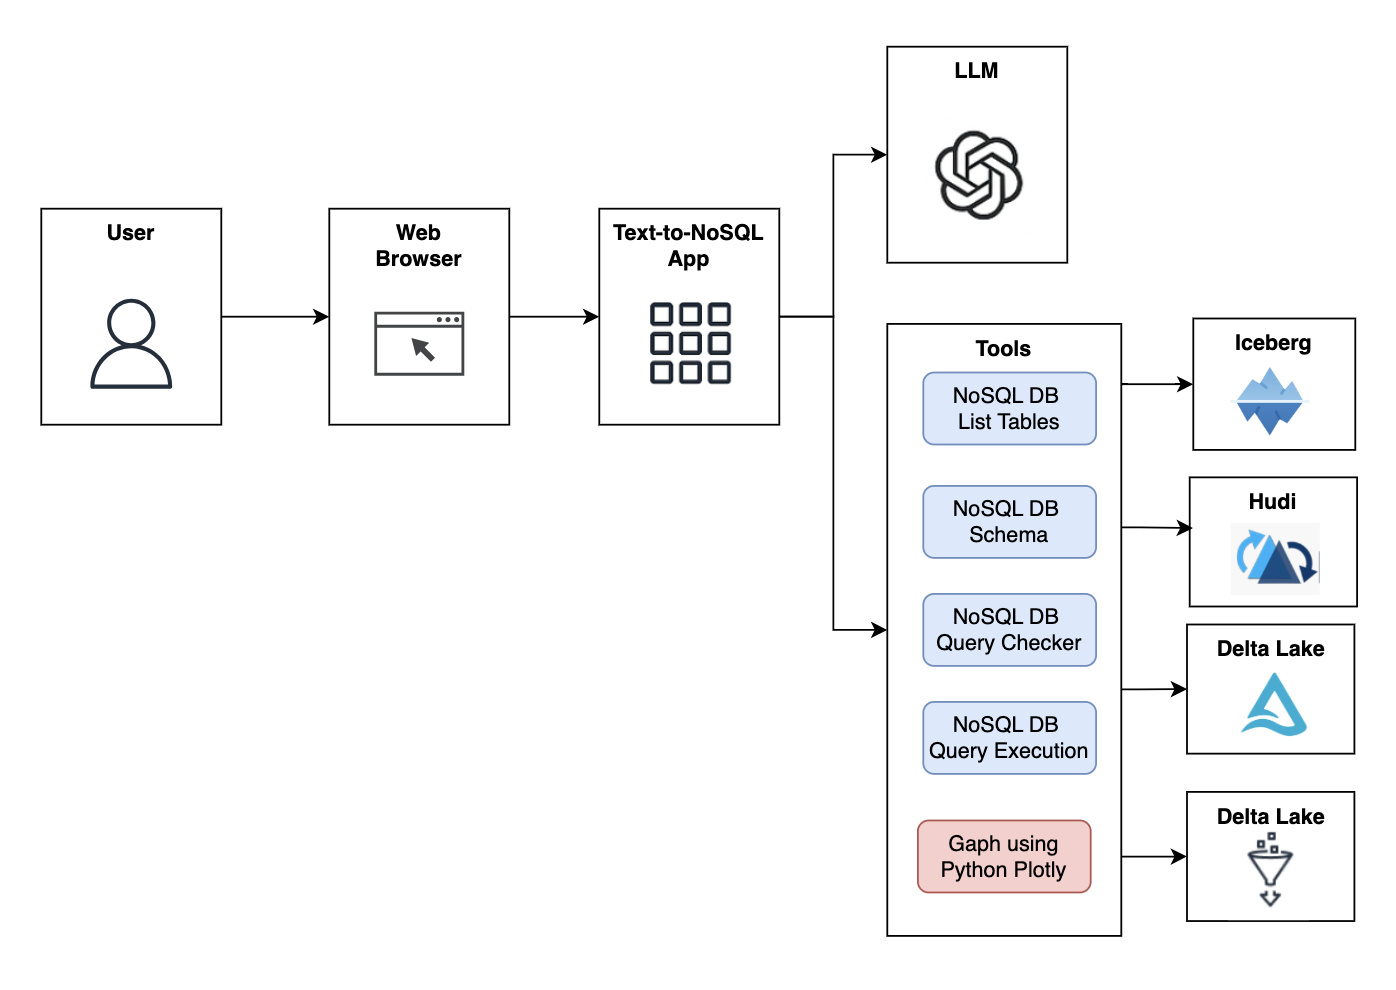 User
Web
Browser
Text-to-NoSQL
App
LLM
Tools
NoSQL DB
List Tables
NoSQL DB
Schema
NoSQL DB
Query Checker
NoSQL DB
Query Execution
Gaph using
Python Plotly
Iceberg
Hudi
Delta Lake
Delta Lake